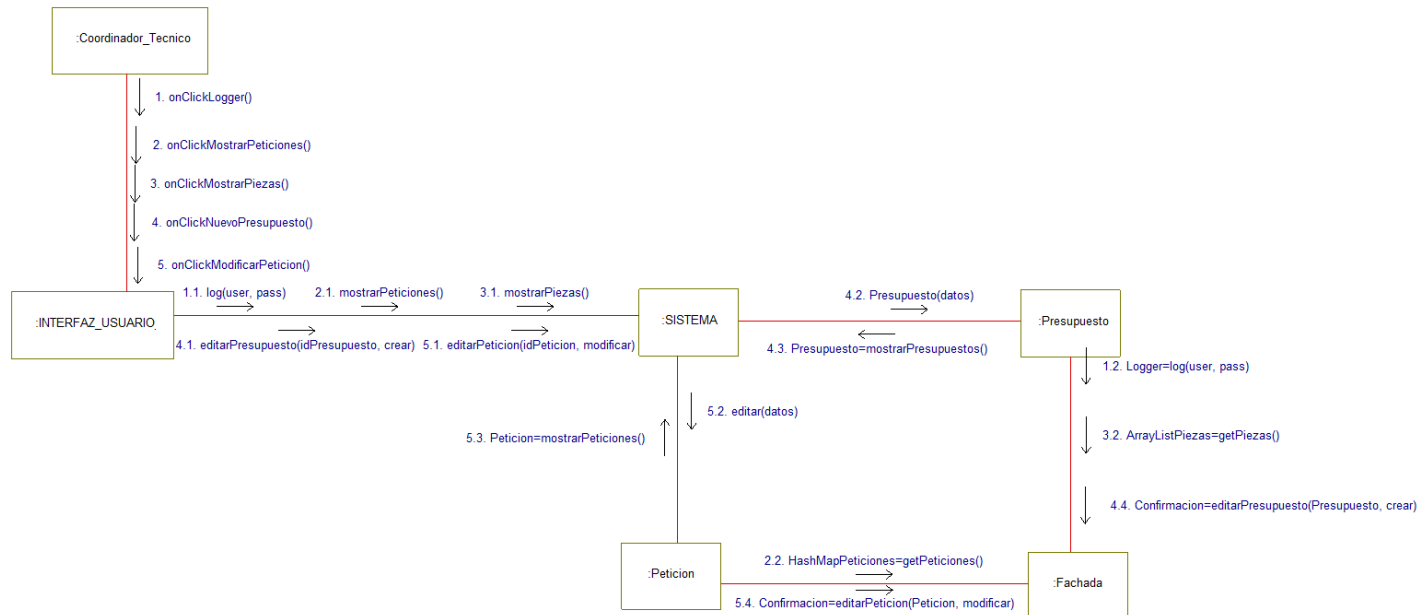 :Coordinador_Tecnico
1. onClickLogger()
2. onClickMostrarPeticiones()
3. onClickMostrarPiezas()
4. onClickNuevoPresupuesto()
5. onClickModificarPeticion()
1.1. log(user, pass)
2.1. mostrarPeticiones()
3.1. mostrarPiezas()
:INTERFAZ_USUARIO
4.1. editarPresupuesto(idPresupuesto, crear)
5.1. editarPeticion(idPeticion, modificar)
:SISTEMA
4.2. Presupuesto(datos)
4.3. Presupuesto=mostrarPresupuestos()
:Presupuesto
1.2. Logger=log(user, pass)
5.2. editar(datos)
5.3. Peticion=mostrarPeticiones()
3.2. ArrayListPiezas=getPiezas()
4.4. Confirmacion=editarPresupuesto(Presupuesto, crear)
:Peticion
2.2. HashMapPeticiones=getPeticiones()
5.4. Confirmacion=editarPeticion(Peticion, modificar)
:Fachada